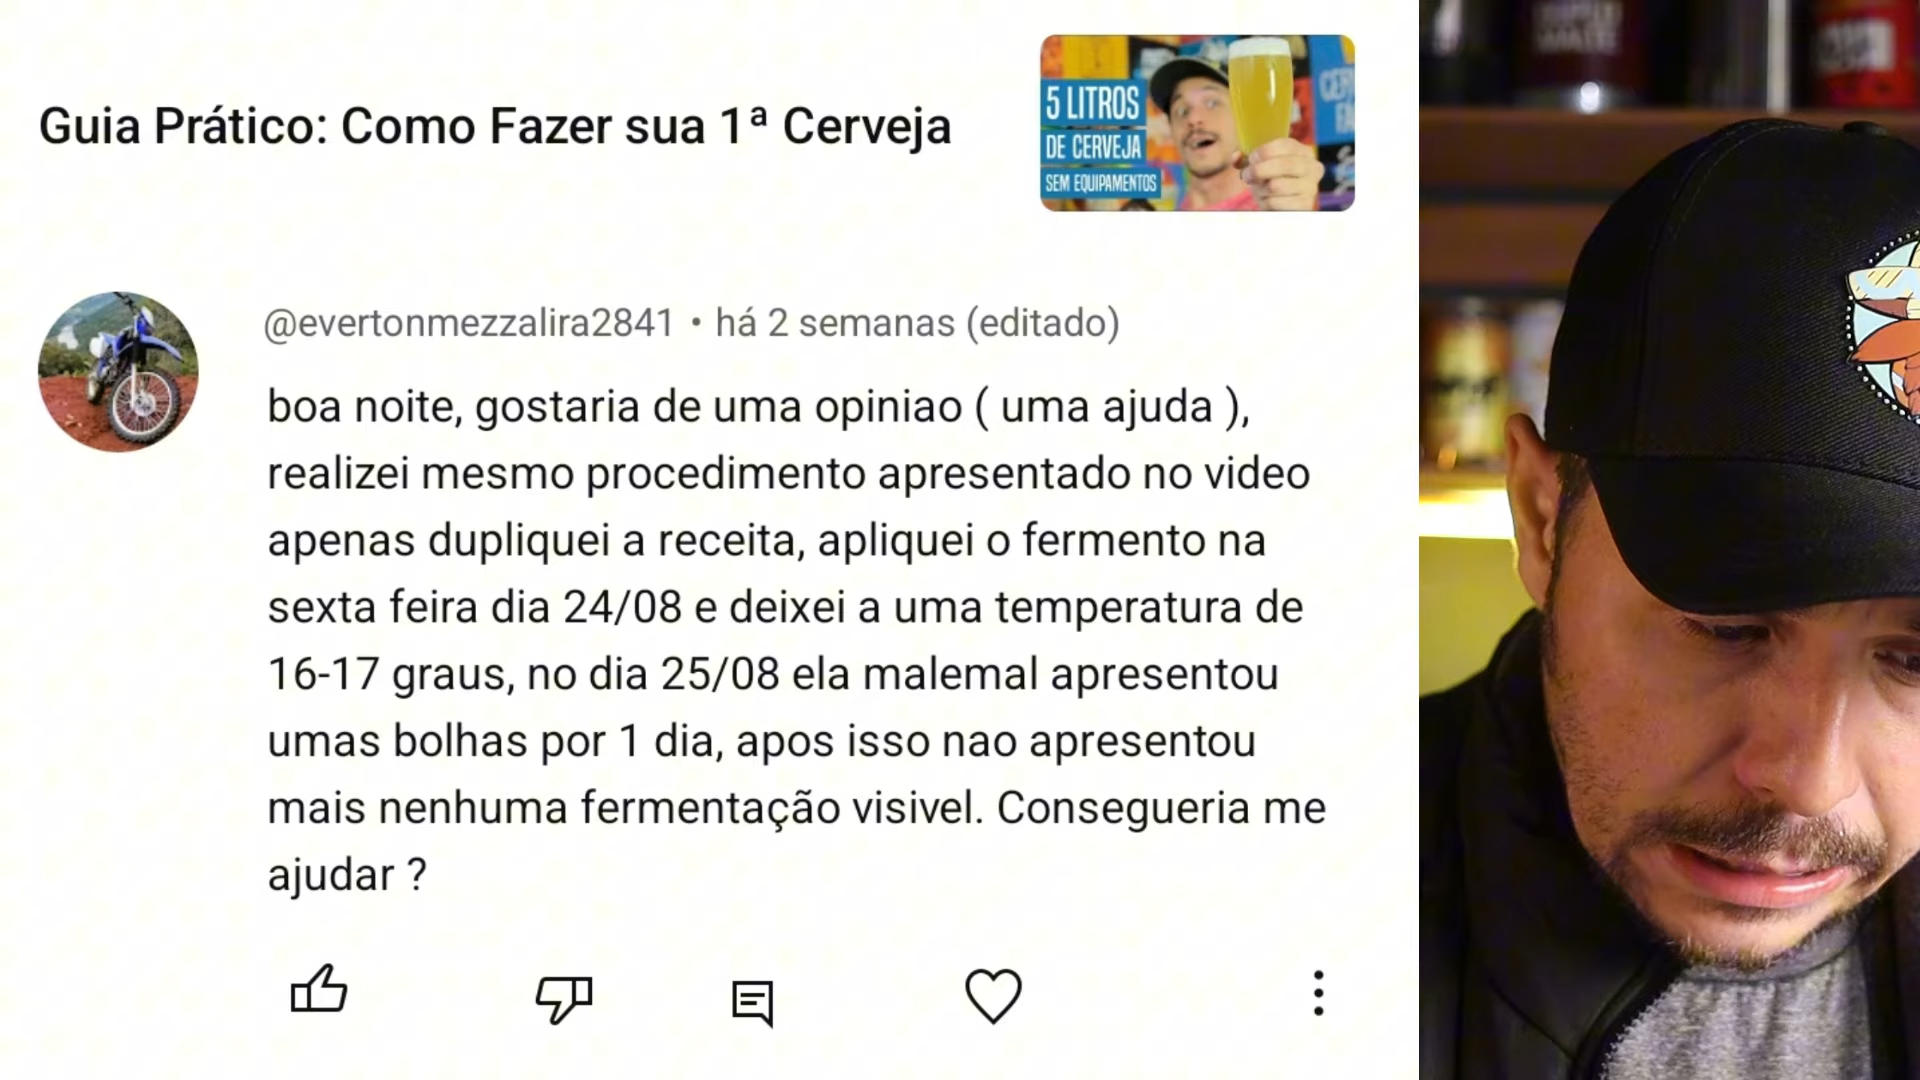 Guia Prático: Como Fazer sua 1ª Cerveja
5 LITROS
DE CERVEJA
SEM EQUIPAMENTOS
@evertonmezzalira2841 • há 2 semanas (editado)
boa noite, gostaria de uma opiniao ( uma ajuda ),
realizei mesmo procedimento apresentado no video
apenas dupliquei a receita, apliquei o fermento na
sexta feira dia 24/08 e deixei a uma temperatura de
16-17 graus, no dia 25/08 ela malemal apresentou
umas bolhas por 1 dia, apos isso nao apresentou
mais nenhuma fermentação visivel. Consegueria me
ajudar ?